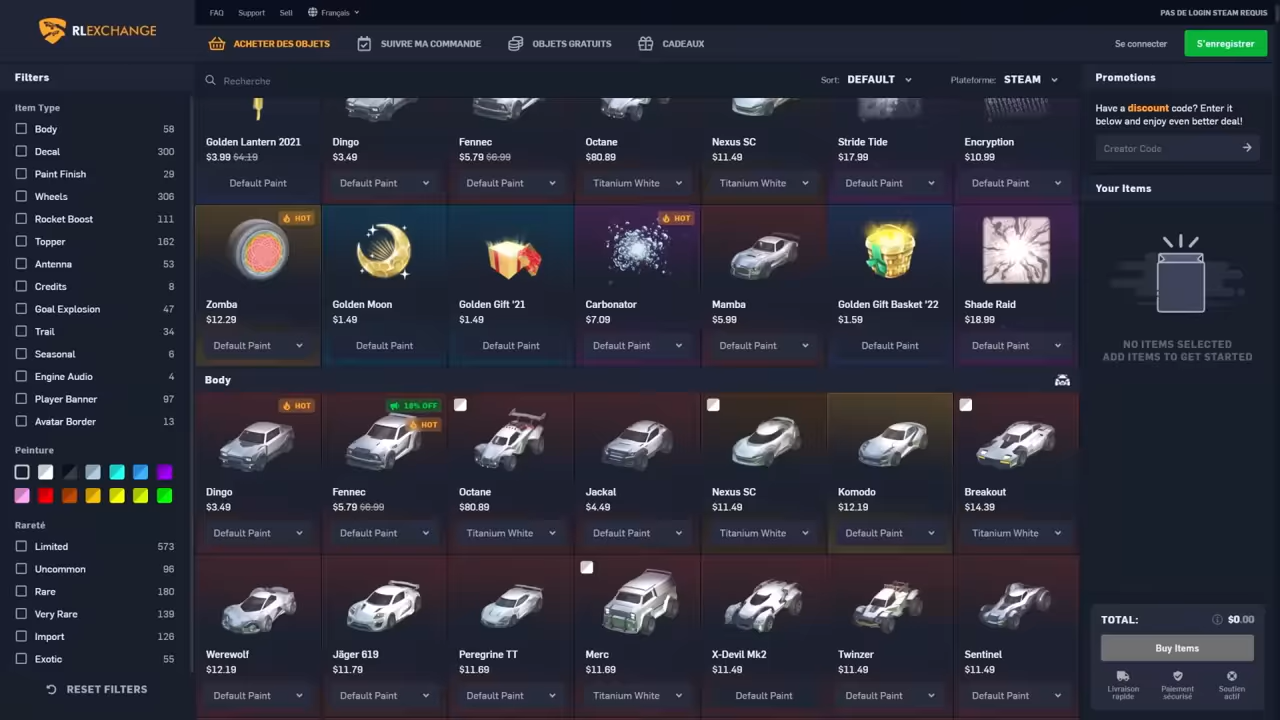 RLEXCHANGE
FAQ Support Sell Français
PAS DE LOGIN STEAM REQUIS
ACHETER DES OBJETS SUIVRE MA COMMANDE OBJETS GRATUITS CADEAUX
Se connecter S'enregistrer
Filters
Item Type
Body 58
Decal 300
Paint Finish 29
Wheels 306
Rocket Boost 111
Topper 162
Antenna 53
Credits 8
Goal Explosion 47
Trail 34
Seasonal 6
Engine Audio 4
Player Banner 97
Avatar Border 13
Peinture
Rareté
Limited 573
Uncommon 96
Rare 180
Very Rare 139
Import 126
Exotic 55
RESET FILTERS
Recherche
Sort: DEFAULT
Plateforme: STEAM
Golden Lantern 2021 Dingo Fennec Octane Nexus SC Stride Tide Encryption
$3.99 $4.19 $3.49 $5.79 $6.99 $80.89 $11.49 $17.99 $10.99
Default Paint Default Paint Default Paint Titanium White Titanium White Default Paint Default Paint
HOT HOT
Zomba Golden Moon Golden Gift '21 Carbonator Mamba Golden Gift Basket '22 Shade Raid
$12.29 $1.49 $1.49 $7.09 $5.99 $1.59 $18.99
Default Paint Default Paint Default Paint Default Paint Default Paint Default Paint Default Paint
Body
HOT 18% OFF
HOT
Dingo Fennec Octane Jackal Nexus SC Komodo Breakout
$3.49 $5.79 $6.99 $80.89 $4.49 $11.49 $12.19 $14.39
Default Paint Default Paint Titanium White Default Paint Titanium White Default Paint Titanium White
Werewolf Jäger 619 Peregrine TT Merc X-Devil Mk2 Twinzer Sentinel
$12.19 $11.79 $11.69 $11.69 $11.49 $11.49 $11.49
Default Paint Default Paint Default Paint Titanium White Default Paint Default Paint Default Paint
Promotions
Have a discount code? Enter it
below and enjoy even better deal!
Creator Code
Your Items
NO ITEMS SELECTED
ADD ITEMS TO GET STARTED
TOTAL: $0.00
Buy Items
Livraison Paiement Soutien
rapide sécurisé actif